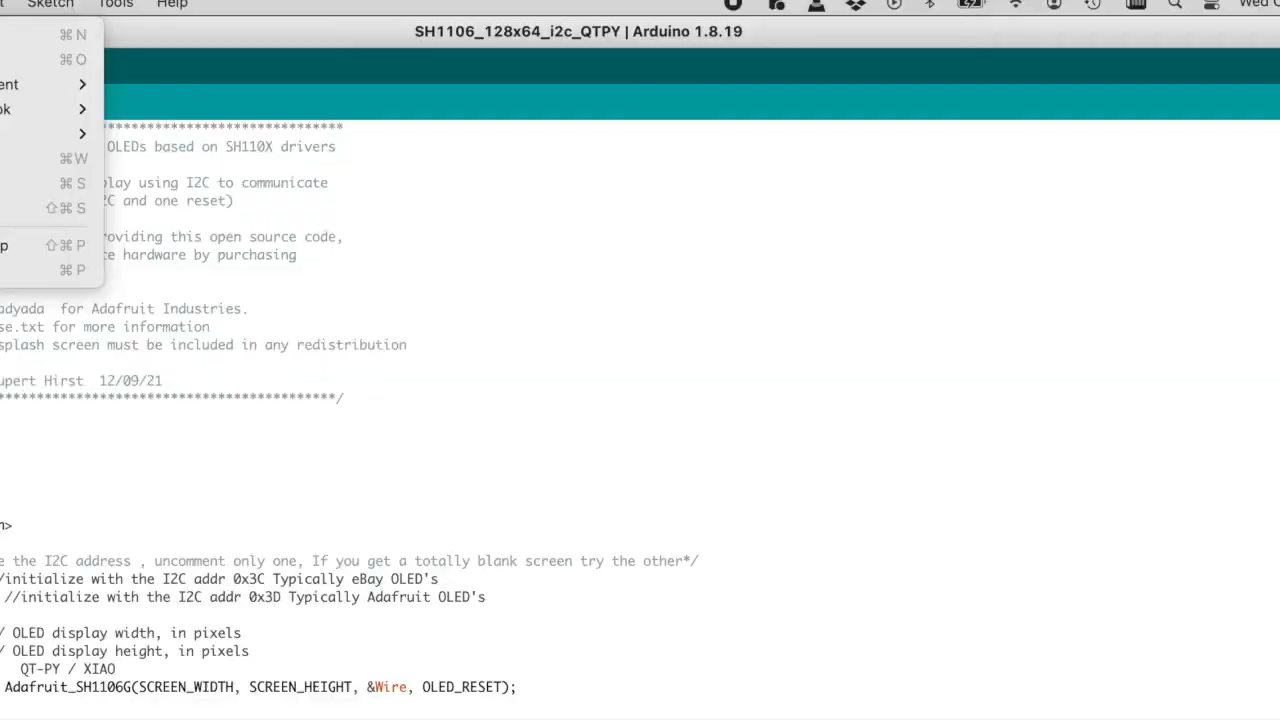 Sketch Tools Help
SH1106_128x64_i2c_QTPY | Arduino 1.8.19
⌘ N
⌘ O
ent
ok
⌘ W
⌘ S
⇧⌘ S
p ⇧⌘ P
⌘ P
*******************************
OLEDs based on SH110X drivers
play using I2C to communicate
2C and one reset)
roviding this open source code,
ce hardware by purchasing
adyada  for Adafruit Industries.
se.txt for more information
splash screen must be included in any redistribution
upert Hirst  12/09/21
*******************************************/
h>
e the I2C address , uncomment only one, If you get a totally blank screen try the other*/
/initialize with the I2C addr 0x3C Typically eBay OLED's
//initialize with the I2C addr 0x3D Typically Adafruit OLED's
/ OLED display width, in pixels
/ OLED display height, in pixels
QT-PY / XIAO
Adafruit_SH1106G(SCREEN_WIDTH, SCREEN_HEIGHT, &Wire, OLED_RESET);